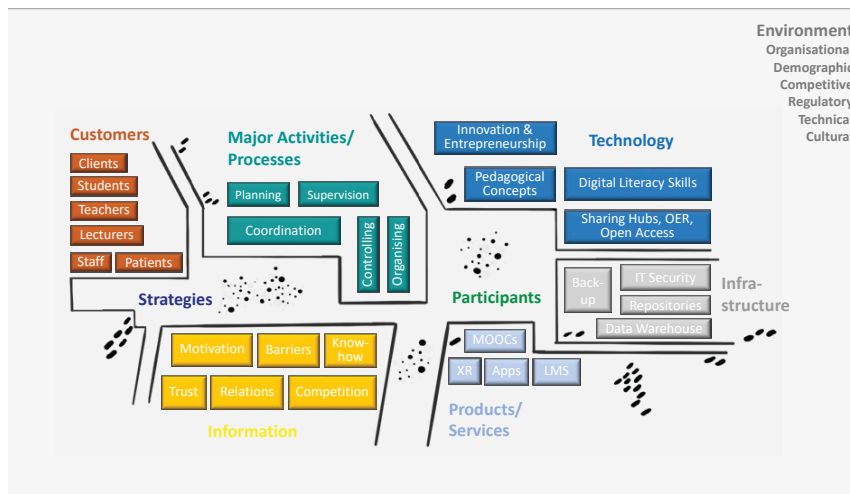 Environment
Organisational
Demographic
Competitive
Regulatory
Technical
Cultural
Customers
Clients
Students
Teachers
Lecturers
Staff
Patients
Major Activities/
Processes
Planning
Supervision
Coordination
Controlling
Organising
Innovation &
Entrepreneurship
Technology
Pedagogical
Concepts
Digital Literacy Skills
Sharing Hubs, OER,
Open Access
Strategies
Participants
Back-
up
IT Security
Repositories
Data Warehouse
Infra-
structure
Motivation
Barriers
Know-
how
Trust
Relations
Competition
Information
MOOCs
XR
Apps
LMS
Products/
Services